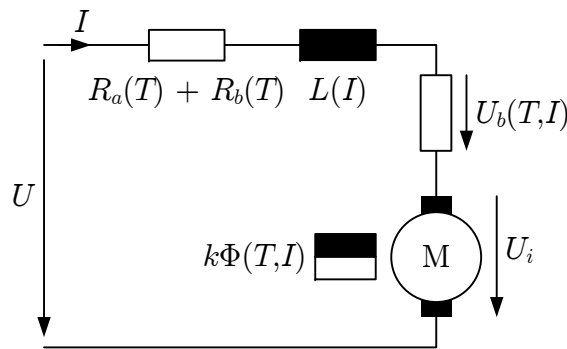 I
R_a(T) + R_b(T) L(I)
U_b(T,I)
U
kΦ(T,I)
M
U_i